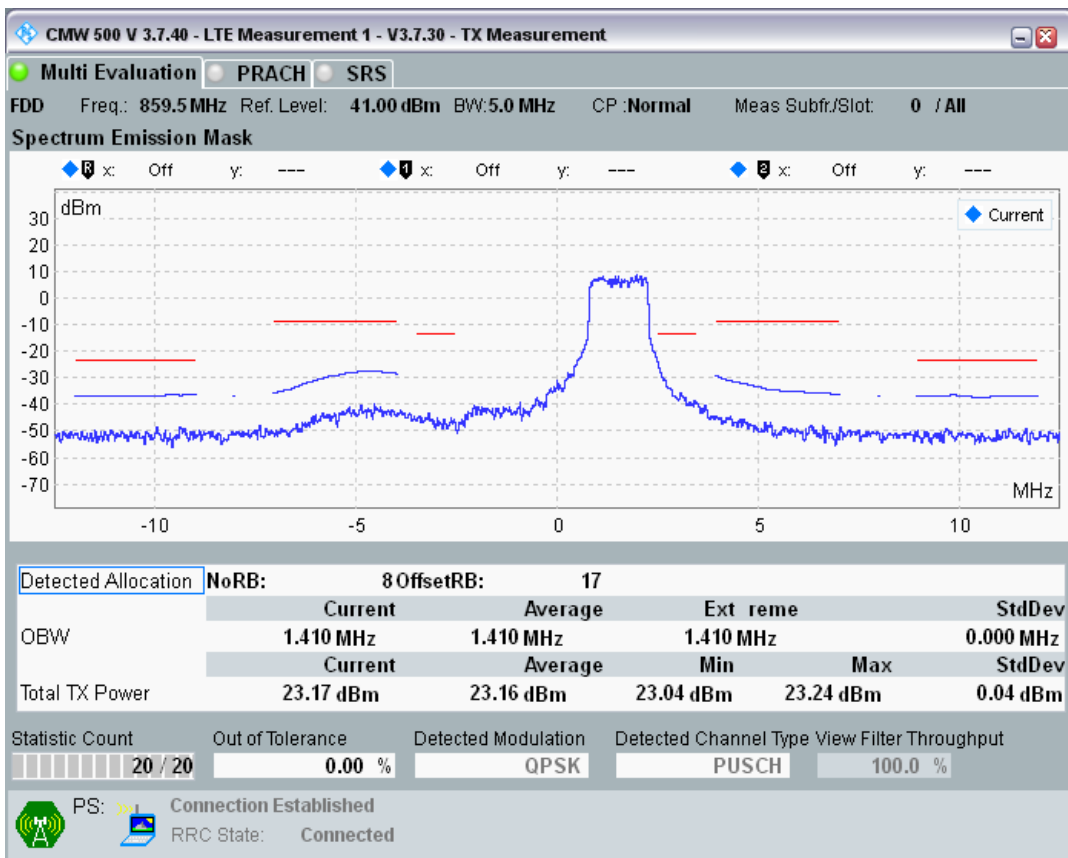 CMW 500 V 3.7.40 - LTE Measurement 1 - V3.7.30 - TX Measurement
Multi Evaluation PRACH SRS
FDD Freq.: 859.5 MHz Ref. Level: 41.00 dBm BW:5.0 MHz CP :Normal Meas Subfr./Slot: 0 / All
Spectrum Emission Mask
R x: Off y: --- 1 x: Off y: --- 2 x: Off y: ---
dBm
Current
30
20
10
0
-10
-20
-30
-40
-50
-60
-70
MHz
-10 -5 0 5 10
Detected Allocation NoRB: 8 OffsetRB: 17
Current Average Ext reme StdDev
OBW 1.410 MHz 1.410 MHz 1.410 MHz 0.000 MHz
Current Average Min Max StdDev
Total TX Power 23.17 dBm 23.16 dBm 23.04 dBm 23.24 dBm 0.04 dBm
Statistic Count Out of Tolerance Detected Modulation Detected Channel Type View Filter Throughput
20 / 20 0.00 % QPSK PUSCH 100.0 %
PS: Connection Established
RRC State: Connected